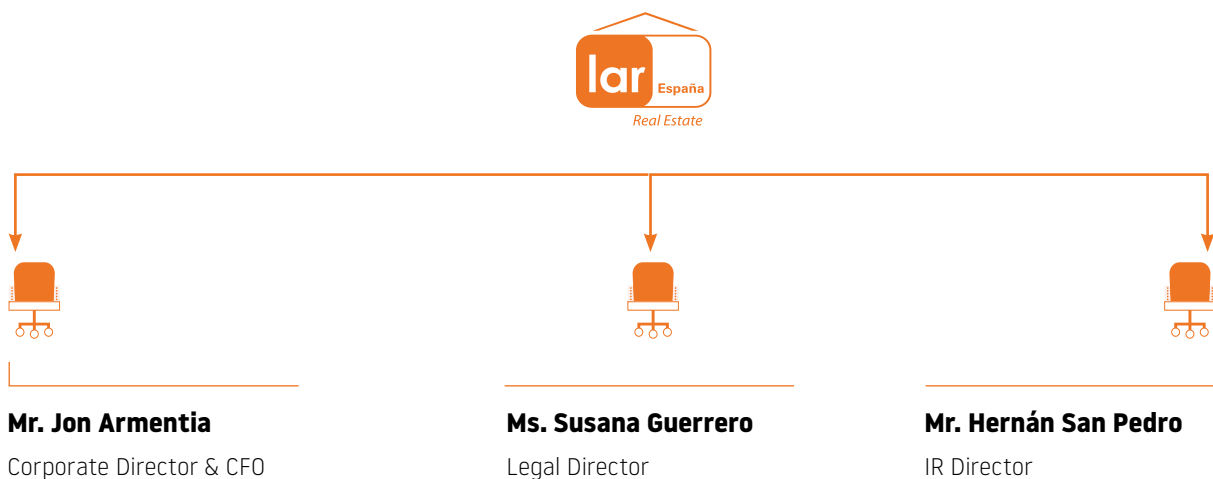 lar
España
Real Estate
Mr. Jon Armentia
Corporate Director & CFO
Ms. Susana Guerrero
Legal Director
Mr. Hernán San Pedro
IR Director